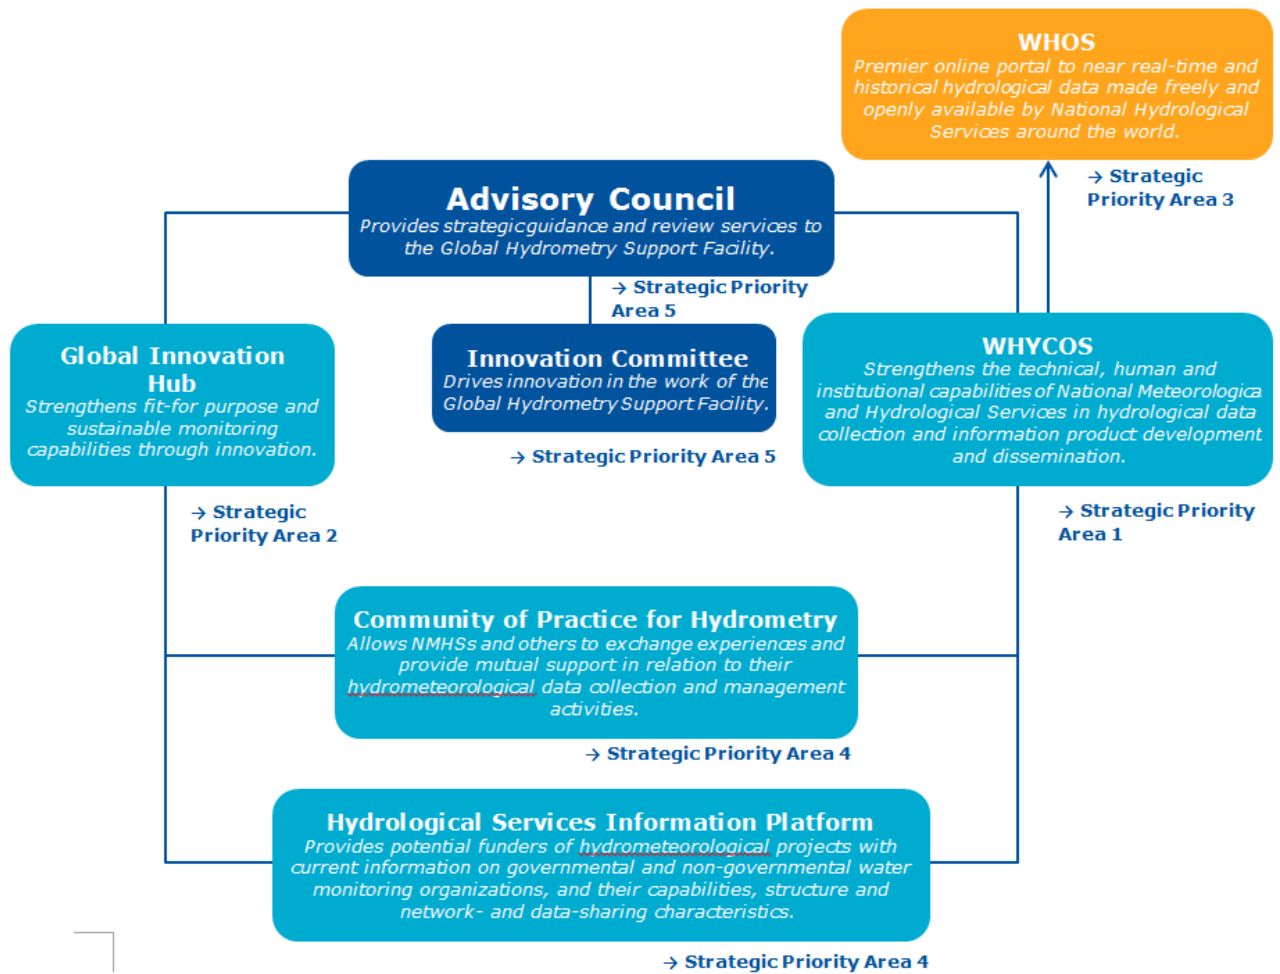 WHOS
Premier online portal to near real-time and
historical hydrological data made freely and
openly available by National Hydrological
Services around the world.
→ Strategic
Priority Area 3
Advisory Council
Provides strategic guidance and review services to
the Global Hydrometry Support Facility.
→ Strategic Priority
Area 5
Global Innovation
Hub
Strengthens fit-for purpose and
sustainable monitoring
capabilities through innovation.
→ Strategic
Priority Area 2
Innovation Committee
Drives innovation in the work of the
Global Hydrometry Support Facility.
→ Strategic Priority Area 5
WHYCOS
Strengthens the technical, human and
institutional capabilities of National Meteorologica
and Hydrological Services in hydrological data
collection and information product development
and dissemination.
→ Strategic Priority
Area 1
Community of Practice for Hydrometry
Allows NMHSs and others to exchange experiences and
provide mutual support in relation to their
hydrometeorological data collection and management
activities.
→ Strategic Priority Area 4
Hydrological Services Information Platform
Provides potential funders of hydrometeorological projects with
current information on governmental and non-governmental water
monitoring organizations, and their capabilities, structure and
network- and data-sharing characteristics.
→ Strategic Priority Area 4